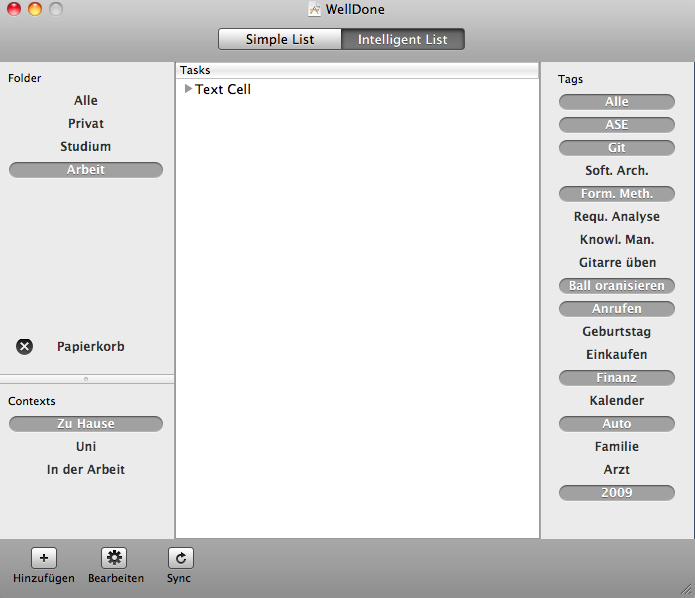 WellDone
Simple List
Intelligent List
Folder
Alle
Privat
Studium
Arbeit
Papierkorb
Contexts
Zu Hause
Uni
In der Arbeit
Tasks
Text Cell
Tags
Alle
ASE
Git
Soft. Arch.
Form. Meth.
Requ. Analyse
Knowl. Man.
Gitarre üben
Ball oranisieren
Anrufen
Geburtstag
Einkaufen
Finanz
Kalender
Auto
Familie
Arzt
2009
Hinzufügen
Bearbeiten
Sync